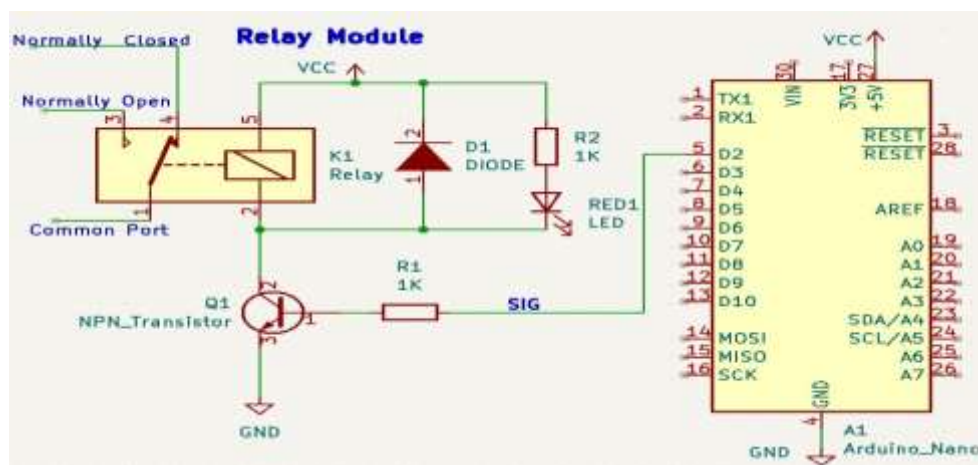 Normally Closed
Relay Module
Normally Open
3
4
5
VCC
K1
Relay
1
2
Common Port
2
D1
DIODE
1
R2
1K
RED1
LED
Q1
NPN_Transistor
2
1
3
R1
1K
SIG
GND
VCC
30
17
27
VIN
3V3
+5V
1 TX1
2 RX1
5 D2
6 D3
7 D4
8 D5
9 D6
10 D7
11 D8
12 D9
13 D10
14 MOSI
15 MISO
16 SCK
RESET 3
RESET 28
AREF 18
A0 19
A1 20
A2 21
A3 22
SDA/A4 23
SCL/A5 24
A6 25
A7 26
GND
4
GND
A1
Arduino_Nano